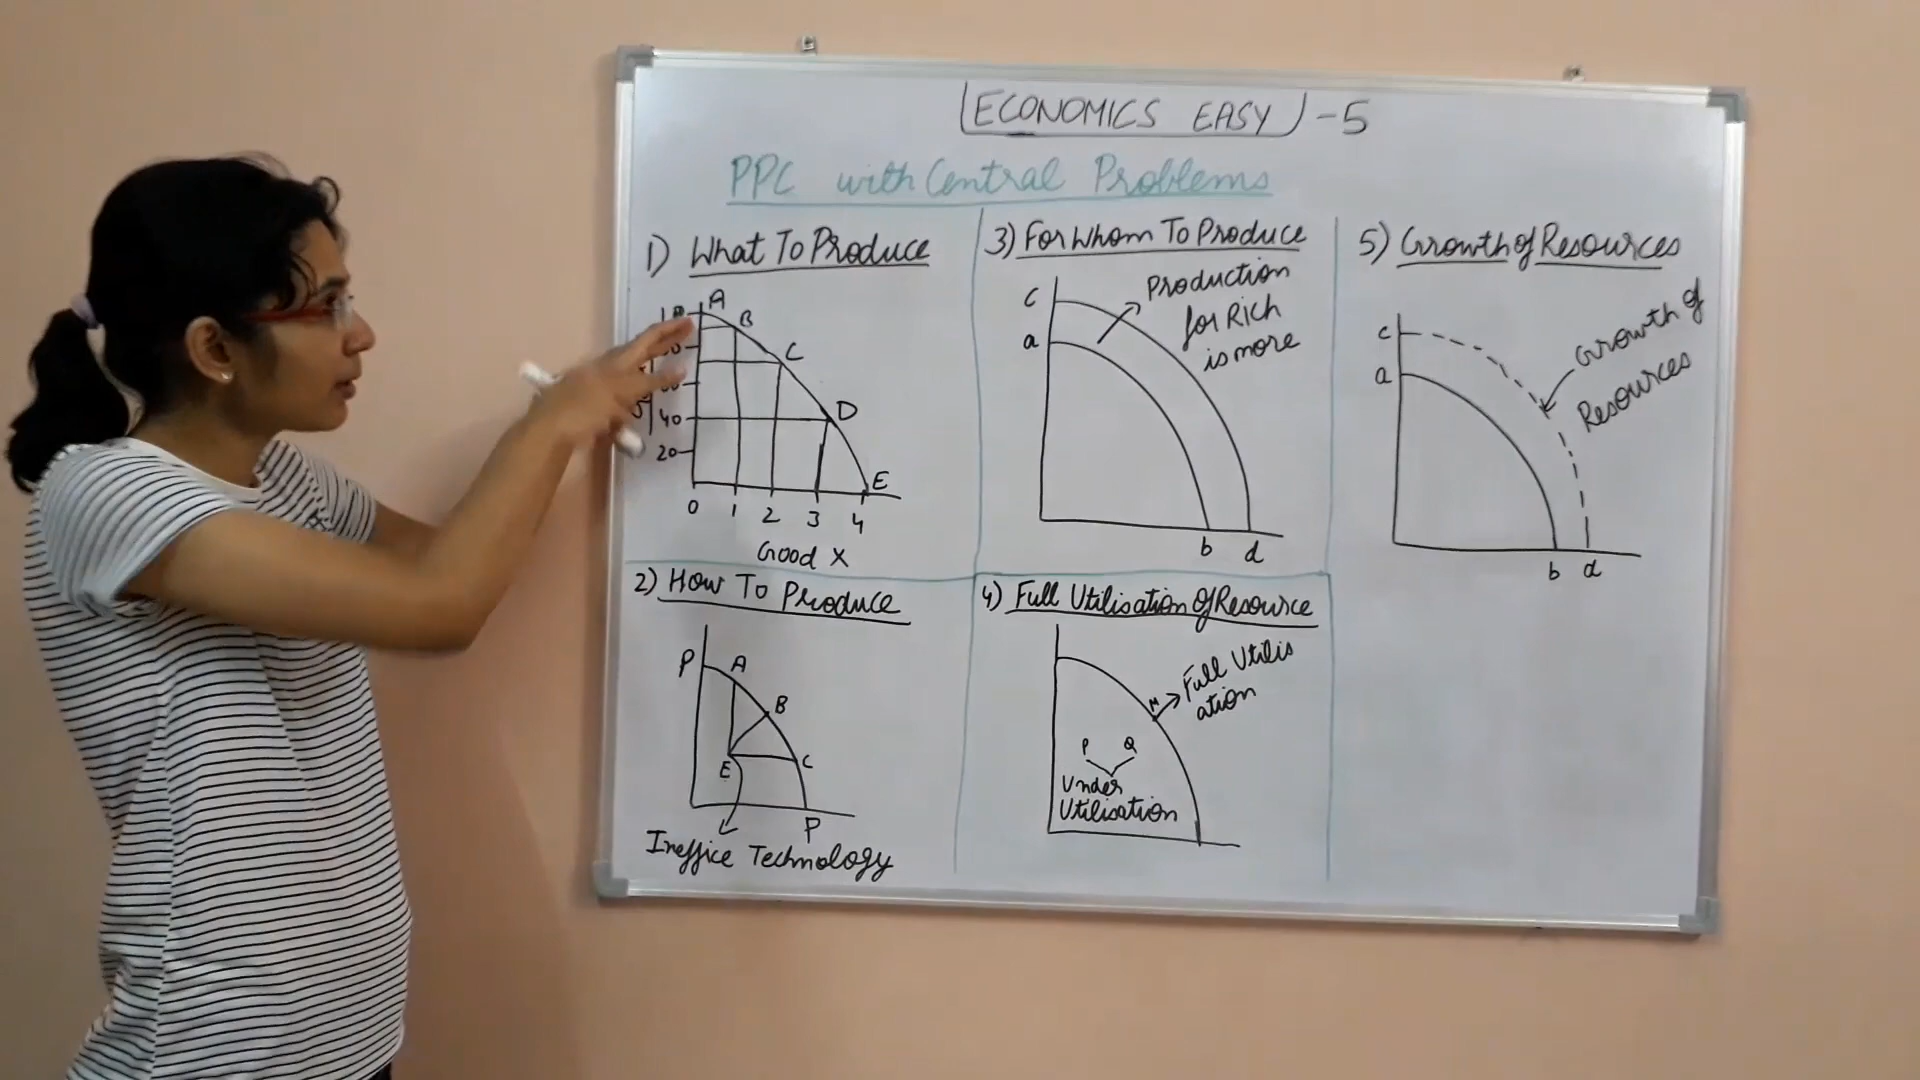 ECONOMICS EASY -5
PPC with Central Problems
1) What To Produce
A
B
C
D
E
40
20
0 1 2 3 4
Good X
2) How To Produce
P
A
B
C
E
P
Ineffice Technology
3) For Whom To Produce
c
a
Production
for Rich
is more
b d
4) Full Utilisation Of Resource
M
Full Utilis
ation
P Q
Under
Utilisation
5) Growth of Resources
c
a
Growth of
Resources
b d